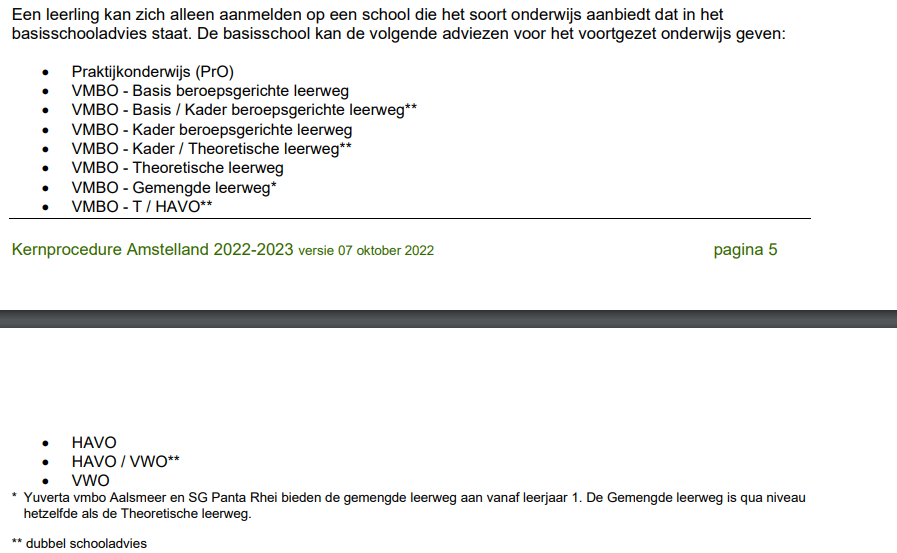 Een leerling kan zich alleen aanmelden op een school die het soort onderwijs aanbiedt dat in het
basisschooladvies staat. De basisschool kan de volgende adviezen voor het voortgezet onderwijs geven:
• Praktijkonderwijs (PrO)
• VMBO - Basis beroepsgerichte leerweg
• VMBO - Basis / Kader beroepsgerichte leerweg**
• VMBO - Kader beroepsgerichte leerweg
• VMBO - Kader / Theoretische leerweg**
• VMBO - Theoretische leerweg
• VMBO - Gemengde leerweg*
• VMBO - T / HAVO**
Kernprocedure Amstelland 2022-2023 versie 07 oktober 2022 pagina 5
• HAVO
• HAVO / VWO**
• VWO
* Yuverta vmbo Aalsmeer en SG Panta Rhei bieden de gemengde leerweg aan vanaf leerjaar 1. De Gemengde leerweg is qua niveau
hetzelfde als de Theoretische leerweg.
** dubbel schooladvies